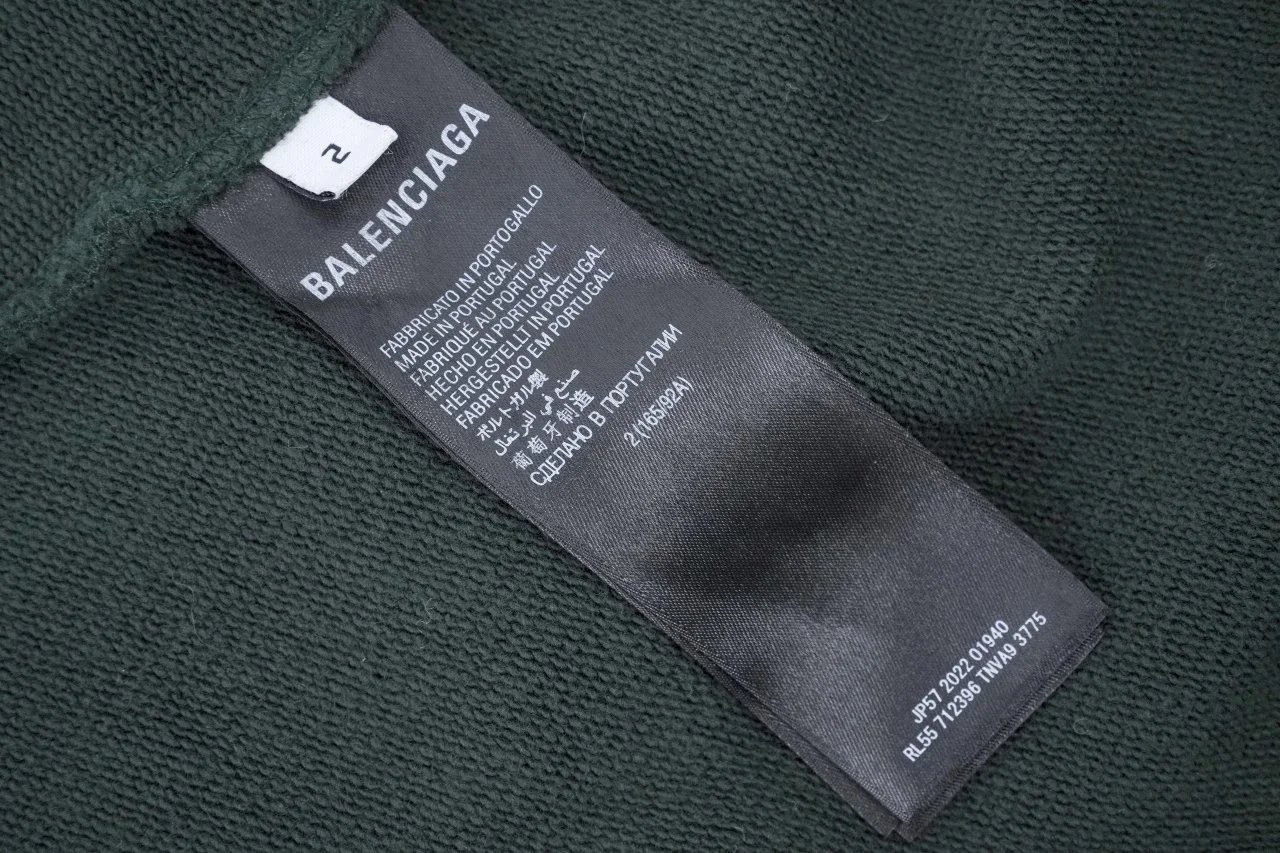 2
BALENCIAGA
FABBRICATO IN PORTOGALLO
MADE IN PORTUGAL
FABRIQUÉ AU PORTUGAL
HECHO EN PORTUGAL
HERGESTELLT IN PORTUGAL
FABRICADO EM PORTUGAL
ポルトガル製
صنع في البرتغال
葡萄牙制造
СДЕЛАНО В ПОРТУГАЛИИ
2 (165/92A)
JP57 2022 01940
RL55 712396 TNVA9 3775